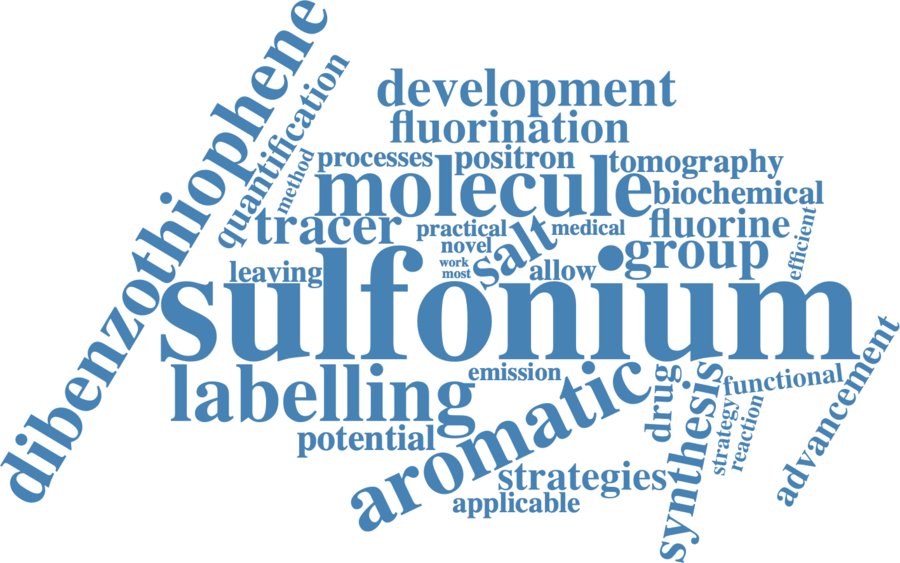 dibenzothiophene
quantification
development
fluorination
method
processes
positron
tomography
molecule
biochemical
tracer
practical
salt
medical
fluorine
efficient
novel
work
most
group
leaving
allow
sulfonium
labelling
emission
aromatic
drug
synthesis
functional
advancement
strategy
reaction
potential
strategies
applicable